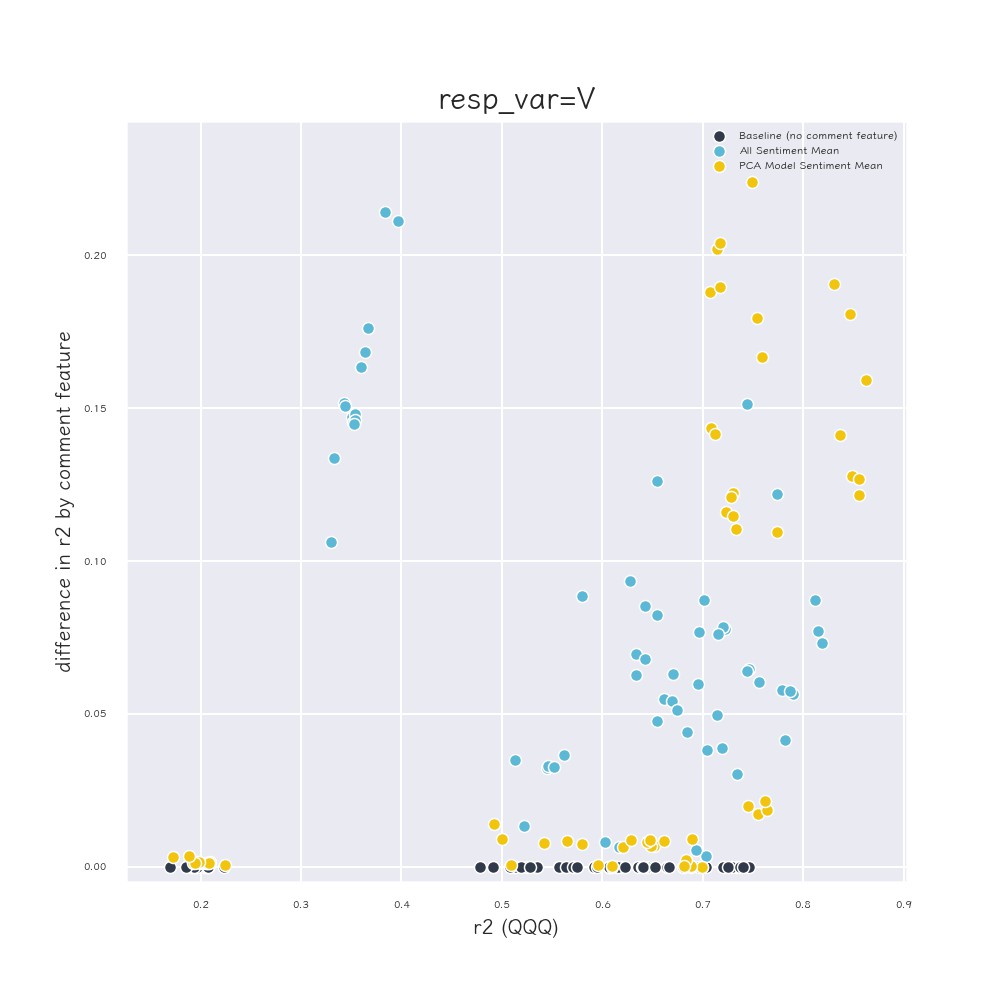 resp_var=V
Baseline (no comment feature)
All Sentiment Mean
PCA Model Sentiment Mean
difference in r2 by comment feature
0.20
0.15
0.10
0.05
0.00
0.2 0.3 0.4 0.5 0.6 0.7 0.8 0.9
r2 (QQQ)